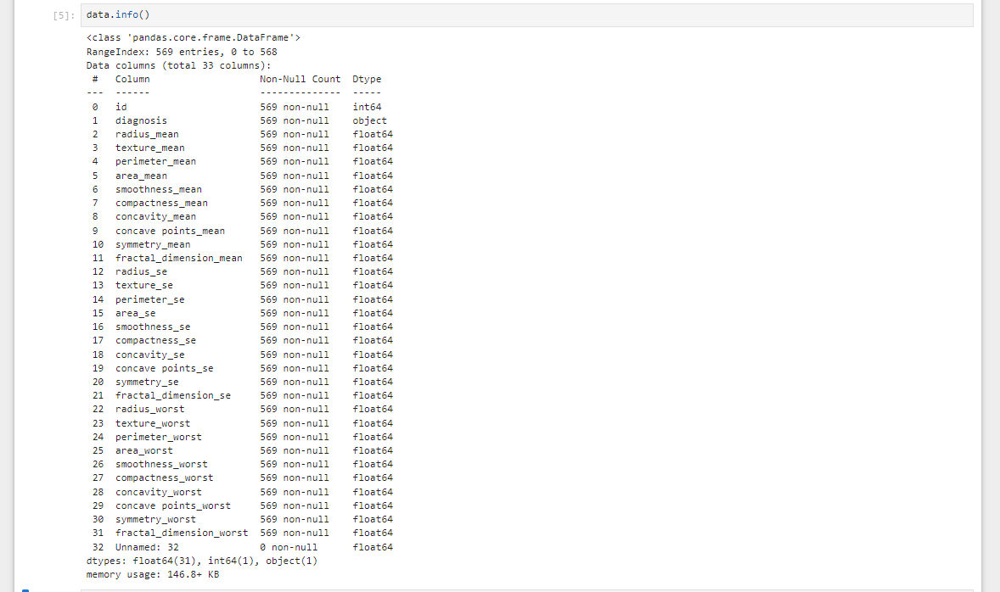 [5]: data.info()
<class 'pandas.core.frame.DataFrame'>
RangeIndex: 569 entries, 0 to 568
Data columns (total 33 columns):
 #   Column                   Non-Null Count  Dtype
---  ------                   --------------  -----
 0   id                       569 non-null    int64
 1   diagnosis                569 non-null    object
 2   radius_mean              569 non-null    float64
 3   texture_mean             569 non-null    float64
 4   perimeter_mean           569 non-null    float64
 5   area_mean                569 non-null    float64
 6   smoothness_mean          569 non-null    float64
 7   compactness_mean         569 non-null    float64
 8   concavity_mean           569 non-null    float64
 9   concave points_mean      569 non-null    float64
 10  symmetry_mean            569 non-null    float64
 11  fractal_dimension_mean   569 non-null    float64
 12  radius_se                569 non-null    float64
 13  texture_se               569 non-null    float64
 14  perimeter_se             569 non-null    float64
 15  area_se                  569 non-null    float64
 16  smoothness_se            569 non-null    float64
 17  compactness_se           569 non-null    float64
 18  concavity_se             569 non-null    float64
 19  concave points_se        569 non-null    float64
 20  symmetry_se              569 non-null    float64
 21  fractal_dimension_se     569 non-null    float64
 22  radius_worst             569 non-null    float64
 23  texture_worst            569 non-null    float64
 24  perimeter_worst          569 non-null    float64
 25  area_worst               569 non-null    float64
 26  smoothness_worst         569 non-null    float64
 27  compactness_worst        569 non-null    float64
 28  concavity_worst          569 non-null    float64
 29  concave points_worst     569 non-null    float64
 30  symmetry_worst           569 non-null    float64
 31  fractal_dimension_worst  569 non-null    float64
 32  Unnamed: 32              0 non-null      float64
dtypes: float64(31), int64(1), object(1)
memory usage: 146.8+ KB